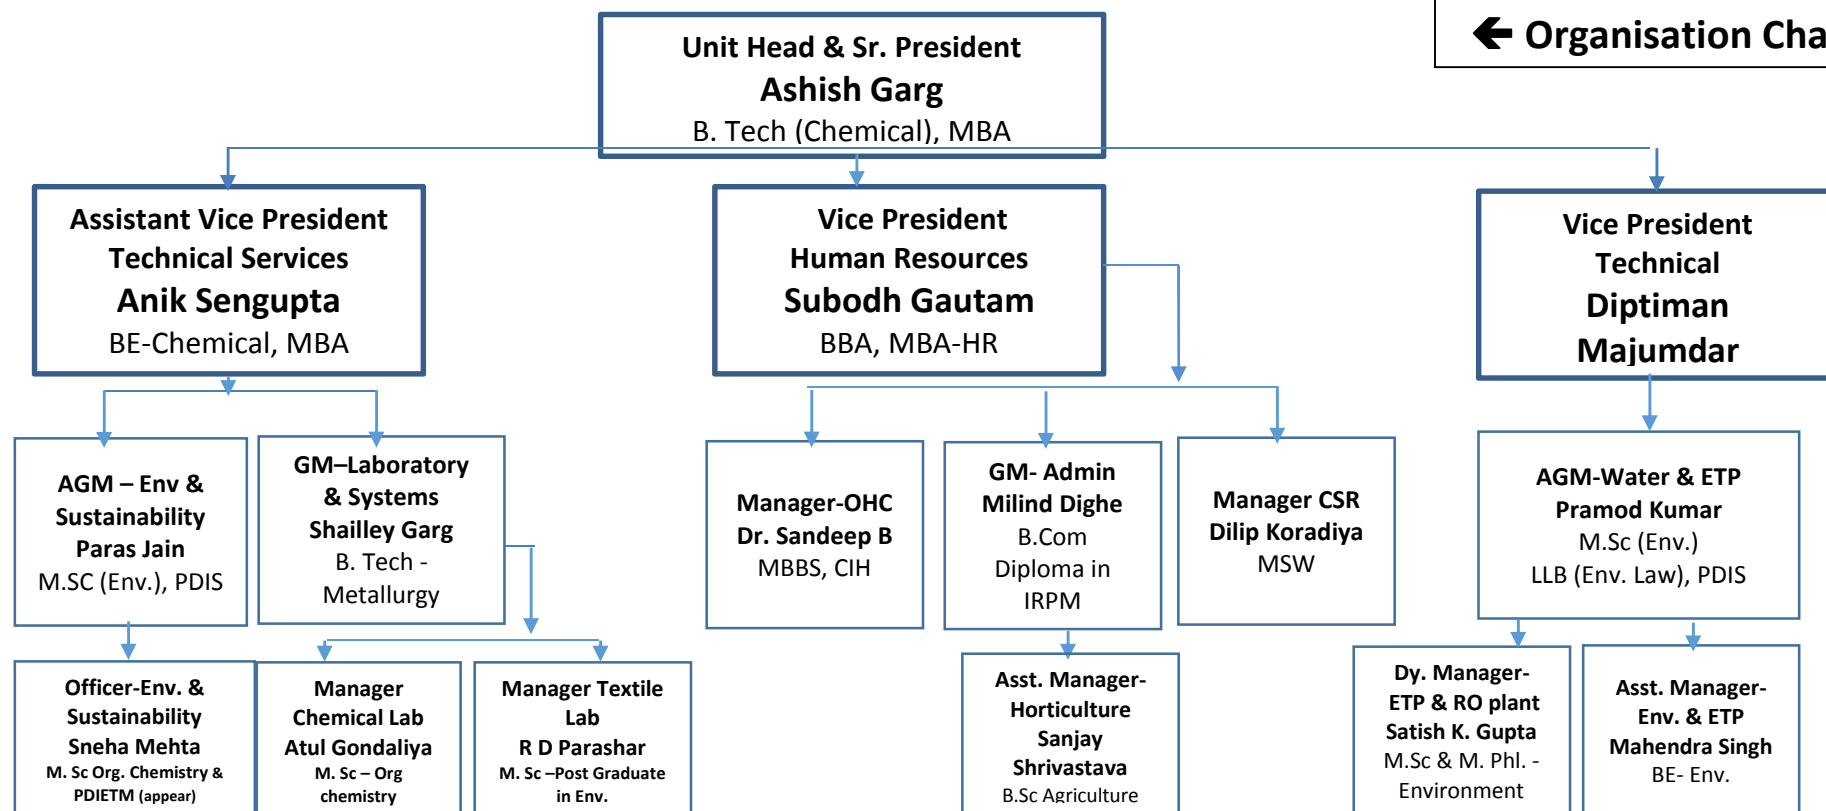 Unit Head & Sr. President
Ashish Garg
B. Tech (Chemical), MBA
🡸 Organisation Cha
Assistant Vice President
Technical Services
Anik Sengupta
BE-Chemical, MBA
Vice President
Human Resources
Subodh Gautam
BBA, MBA-HR
Vice President
Technical
Diptiman
Majumdar
AGM – Env &
Sustainability
Paras Jain
M.SC (Env.), PDIS
GM–Laboratory
& Systems
Shailley Garg
B. Tech -
Metallurgy
Manager-OHC
Dr. Sandeep B
MBBS, CIH
GM- Admin
Milind Dighe
B.Com
Diploma in
IRPM
Manager CSR
Dilip Koradiya
MSW
AGM-Water & ETP
Pramod Kumar
M.Sc (Env.)
LLB (Env. Law), PDIS
Officer-Env. &
Sustainability
Sneha Mehta
M. Sc Org. Chemistry &
PDIETM (appear)
Manager
Chemical Lab
Atul Gondaliya
M. Sc – Org
chemistry
Manager Textile
Lab
R D Parashar
M. Sc –Post Graduate
in Env.
Asst. Manager-
Horticulture
Sanjay
Shrivastava
B.Sc Agriculture
Dy. Manager-
ETP & RO plant
Satish K. Gupta
M.Sc & M. Phl. -
Environment
Asst. Manager-
Env. & ETP
Mahendra Singh
BE- Env.